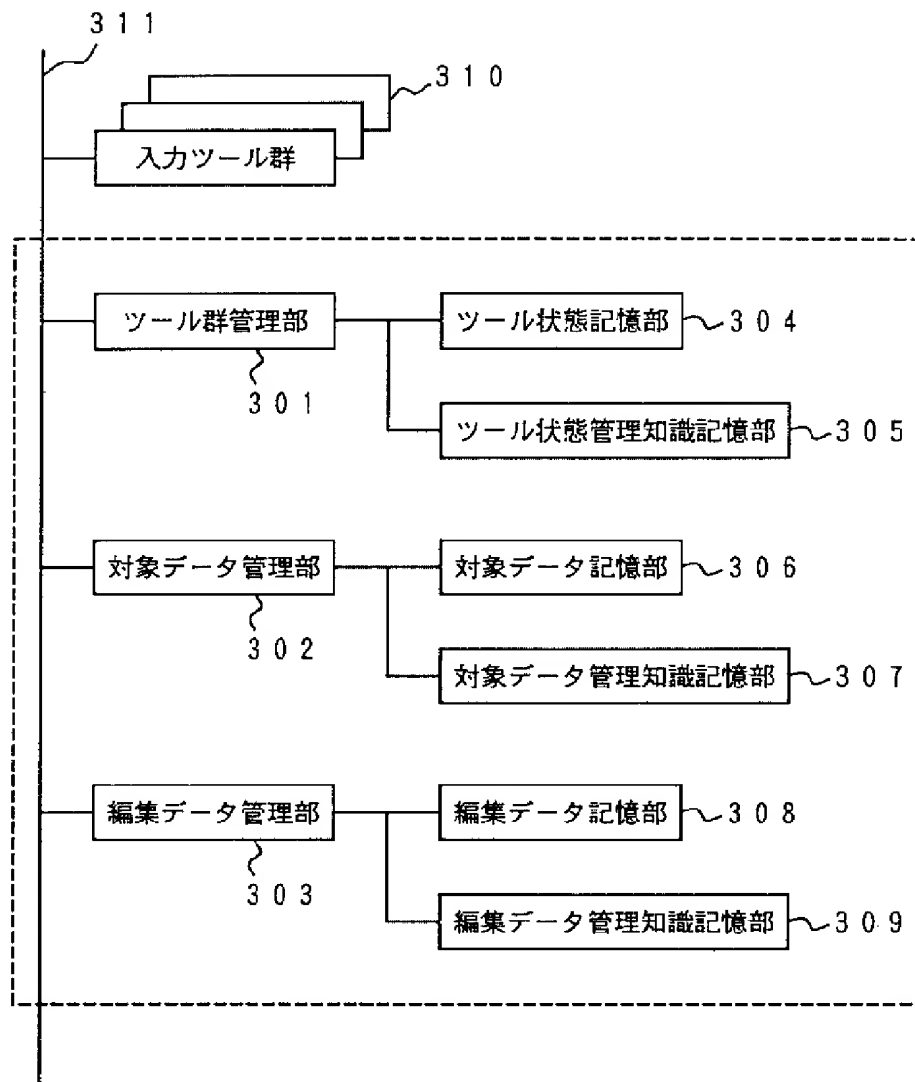 ３１１
３１０
入力ツール群
ツール群管理部
ツール状態記憶部
３０４
３０１
ツール状態管理知識記憶部
３０５
対象データ管理部
対象データ記憶部
３０６
３０２
対象データ管理知識記憶部
３０７
編集データ管理部
編集データ記憶部
３０８
３０３
編集データ管理知識記憶部
３０９